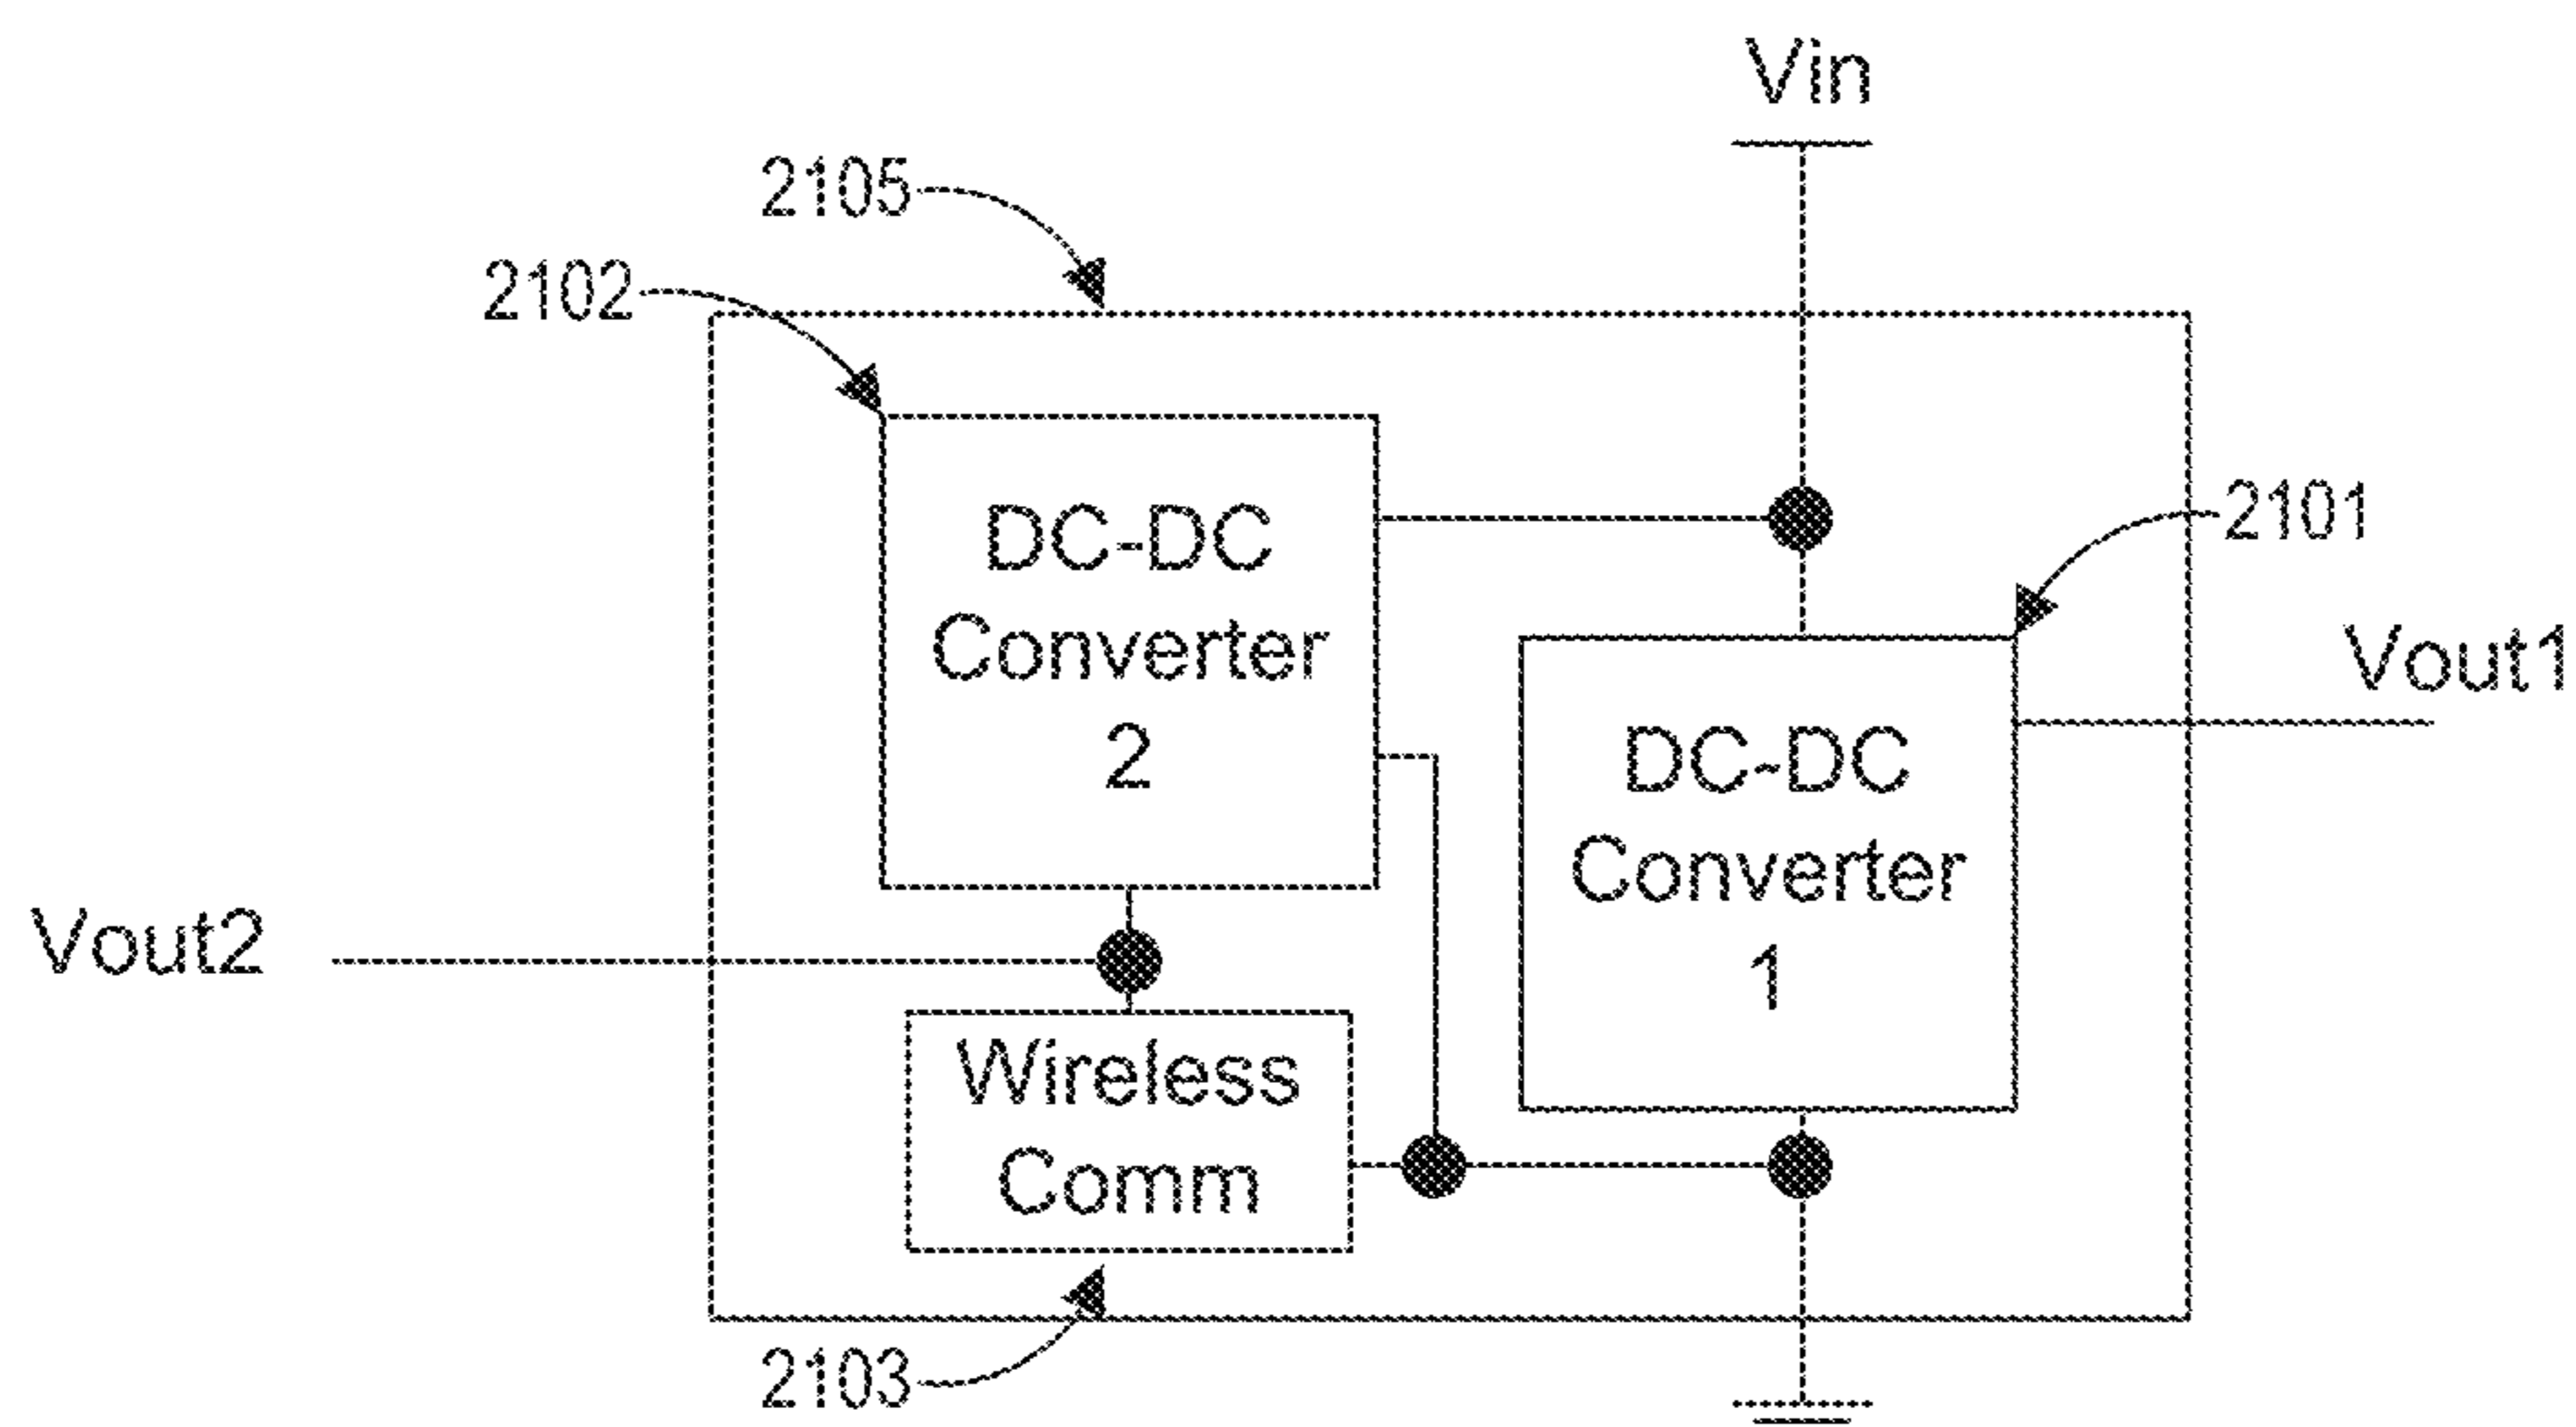 Vin
2105
2102
DC-DC
Converter
2
2101
Vout1
DC-DC
Converter
1
Vout2
Wireless
Comm
2103